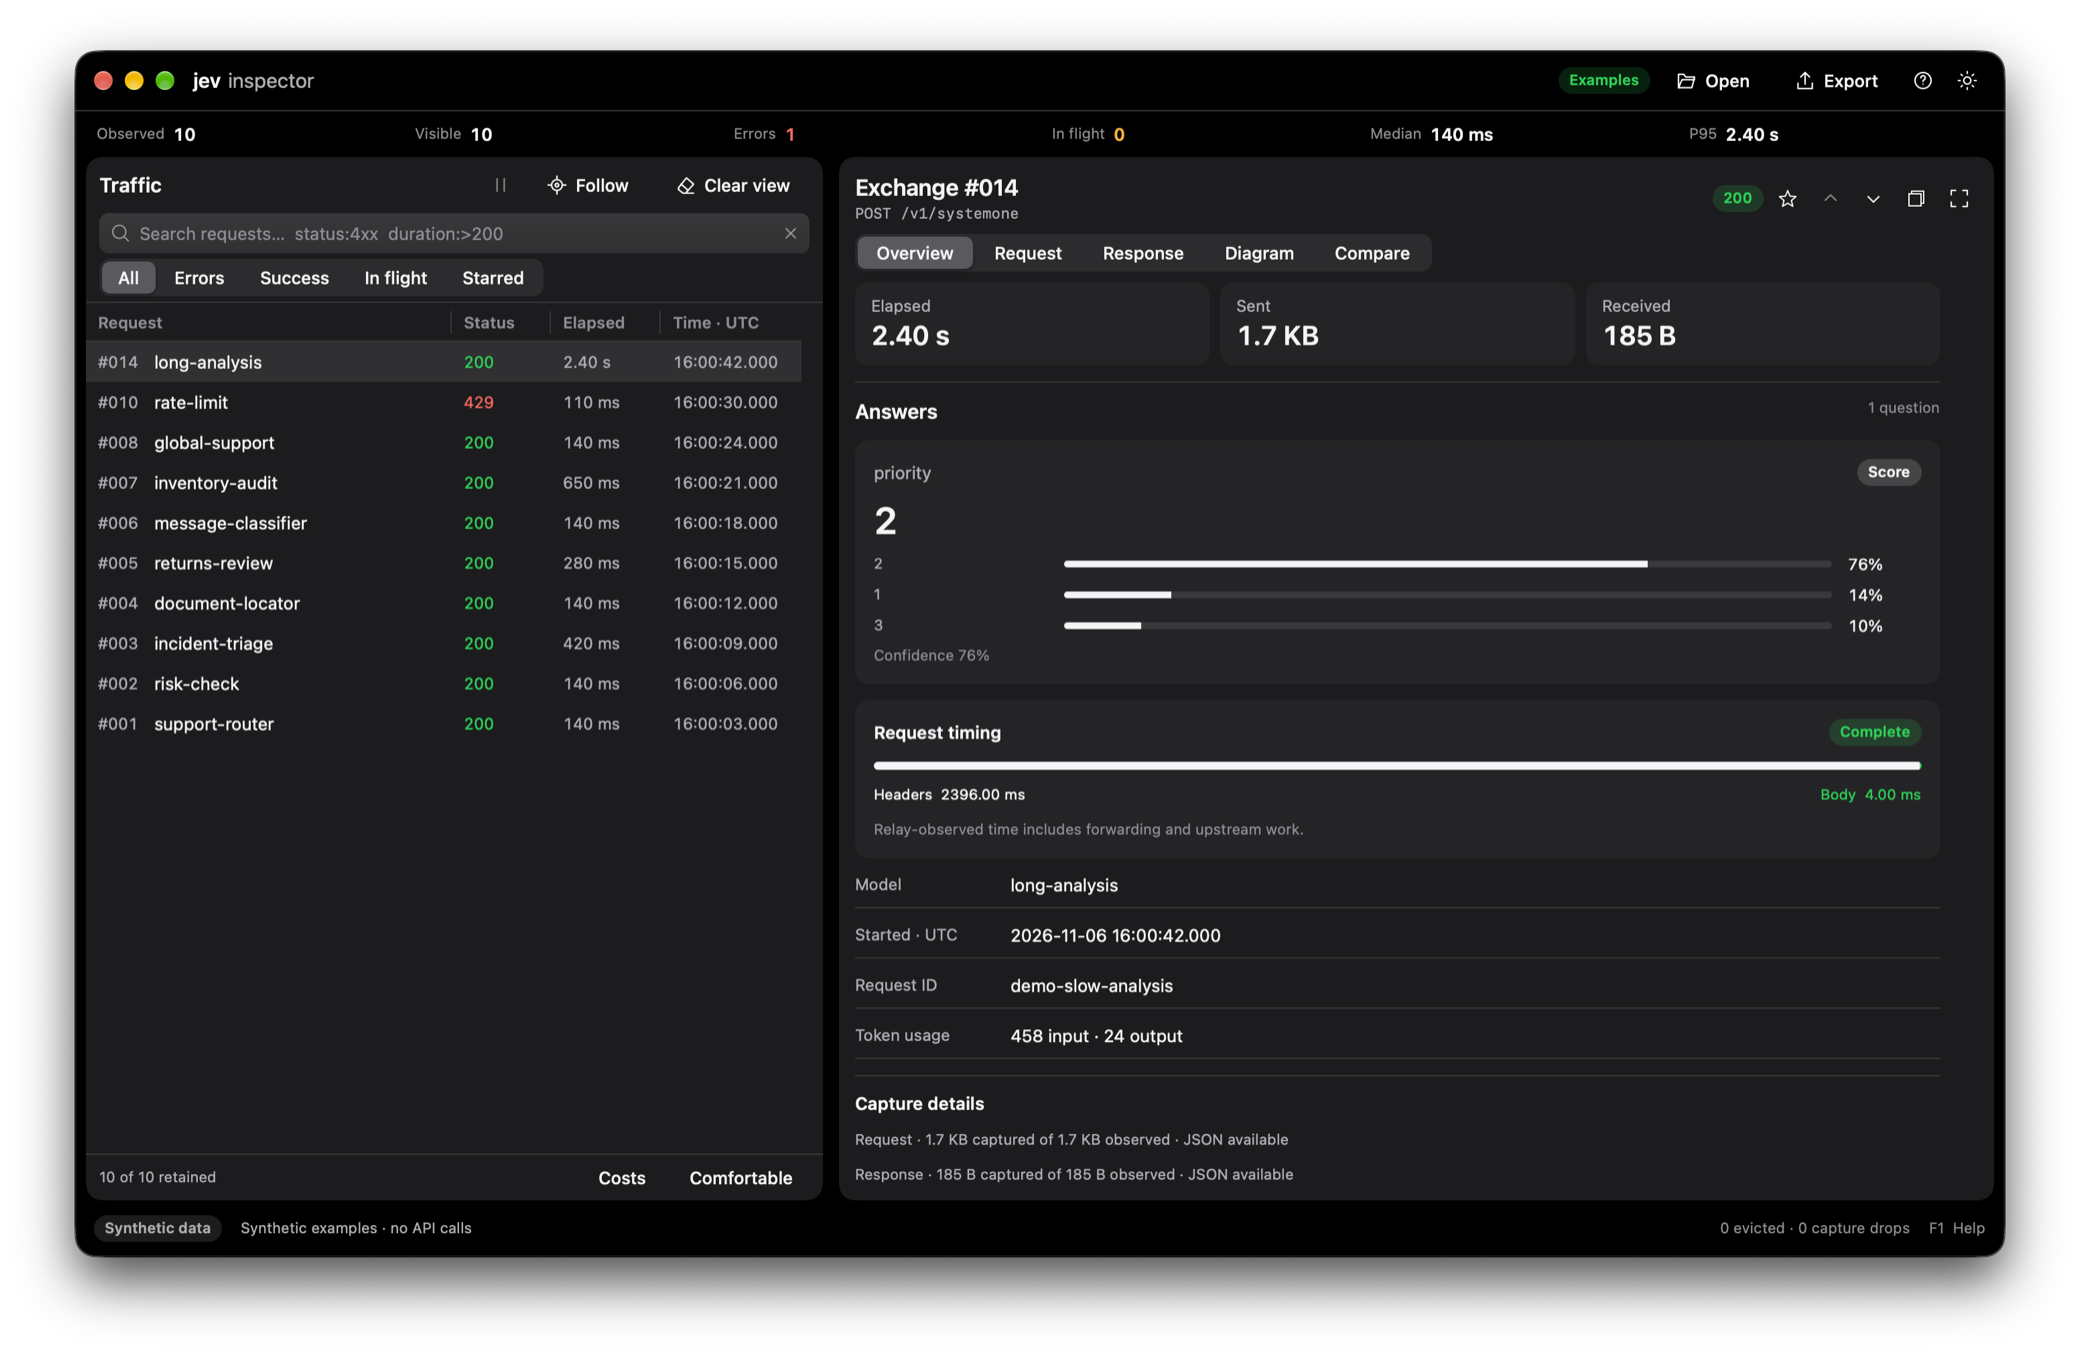 jev inspector
Examples
Open
Export
Observed 10
Visible 10
Errors 1
In flight 0
Median 140 ms
P95 2.40 s
Traffic
Follow
Clear view
Search requests... status:4xx duration:>200
All
Errors
Success
In flight
Starred
Request Status Elapsed Time · UTC
#014 long-analysis 200 2.40 s 16:00:42.000
#010 rate-limit 429 110 ms 16:00:30.000
#008 global-support 200 140 ms 16:00:24.000
#007 inventory-audit 200 650 ms 16:00:21.000
#006 message-classifier 200 140 ms 16:00:18.000
#005 returns-review 200 280 ms 16:00:15.000
#004 document-locator 200 140 ms 16:00:12.000
#003 incident-triage 200 420 ms 16:00:09.000
#002 risk-check 200 140 ms 16:00:06.000
#001 support-router 200 140 ms 16:00:03.000
10 of 10 retained
Costs
Comfortable
Exchange #014
POST /v1/systemone
200
Overview
Request
Response
Diagram
Compare
Elapsed
2.40 s
Sent
1.7 KB
Received
185 B
Answers
1 question
priority
Score
2
2 76%
1 14%
3 10%
Confidence 76%
Request timing
Complete
Headers 2396.00 ms
Body 4.00 ms
Relay-observed time includes forwarding and upstream work.
Model long-analysis
Started · UTC 2026-11-06 16:00:42.000
Request ID demo-slow-analysis
Token usage 458 input · 24 output
Capture details
Request · 1.7 KB captured of 1.7 KB observed · JSON available
Response · 185 B captured of 185 B observed · JSON available
Synthetic data
Synthetic examples · no API calls
0 evicted · 0 capture drops
F1 Help